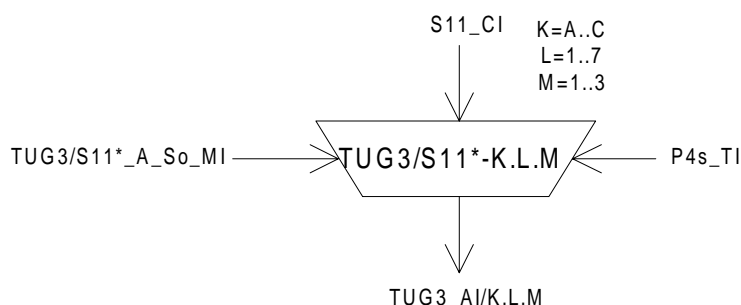 S11_CI
K=A..C
L=1..7
M=1..3
TUG3/S11*_A_So_MI
TUG3/S11*-K.L.M
P4s_TI
TUG3_AI/K.L.M